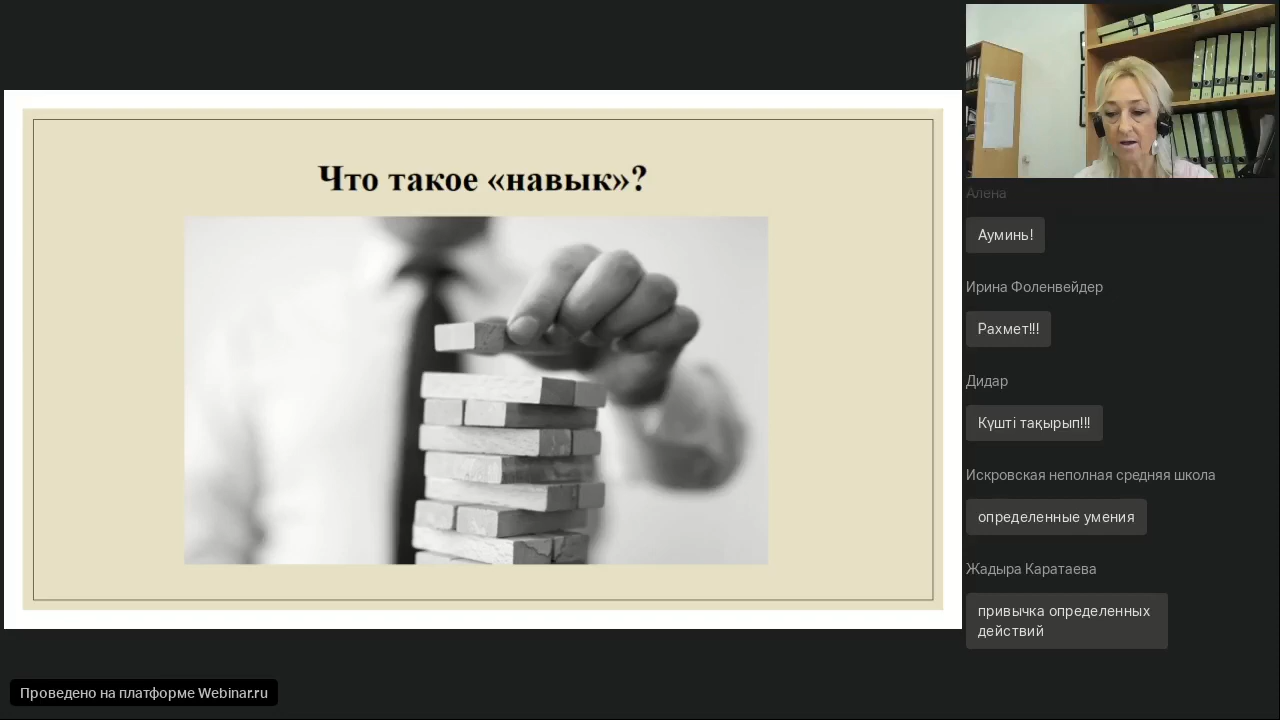 Что такое «навык»?
Алена
Ауминь!
Ирина Фоленвейдер
Рахмет!!!
Дидар
Күшті тақырып!!!
Искровская неполная средняя школа
определенные умения
Жадыра Каратаева
привычка определенных
действий
Проведено на платформе Webinar.ru